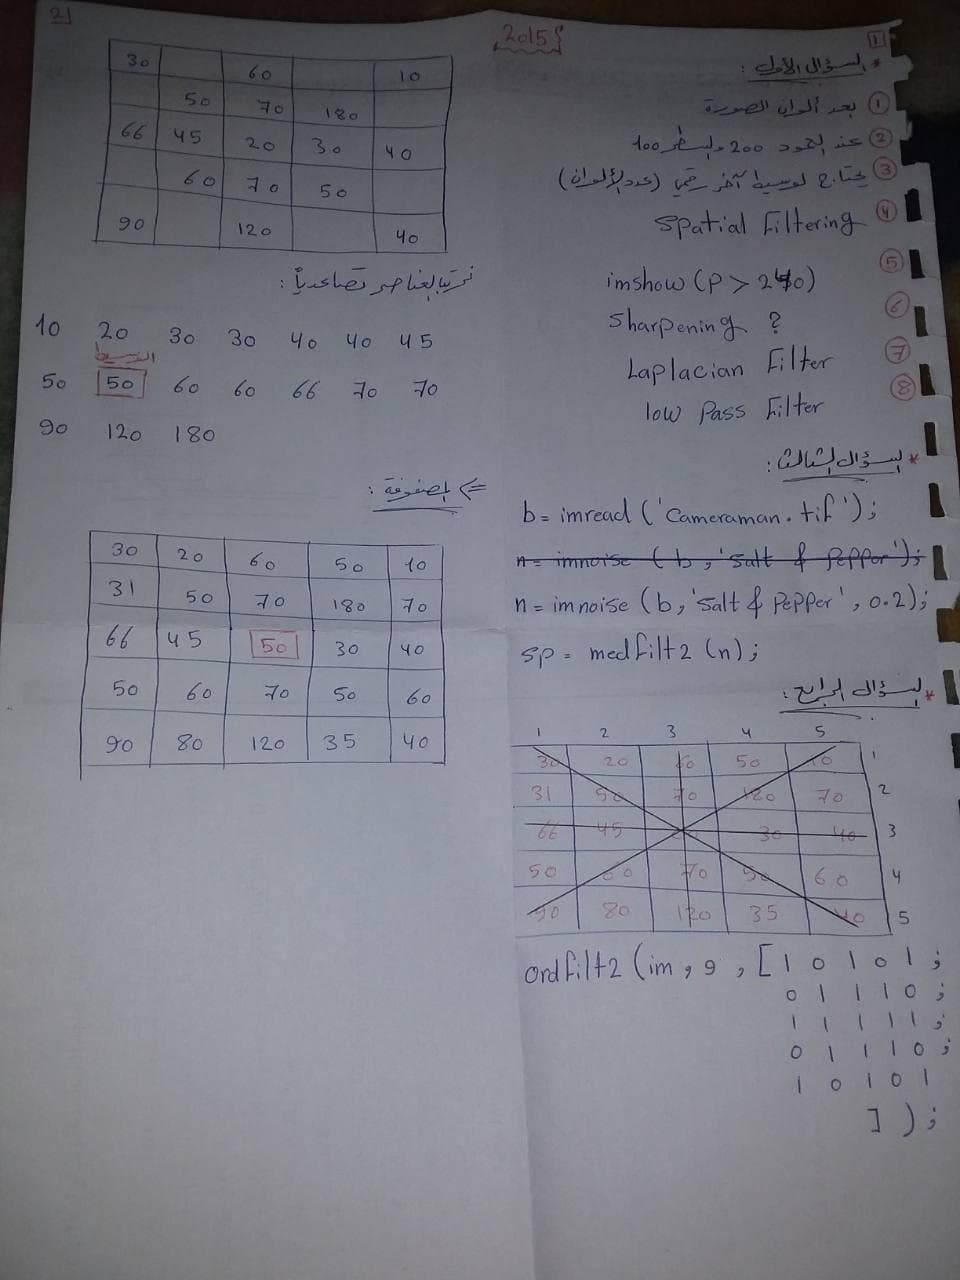 1
2015
* السؤال الأول :
① بعد ألوان الصورة
② عند العمود 200 والسطر 100
③ يحتاج لوسيط آخر رقمي (عدد الألوان)
④ Spatial Filtering
⑤ imshow (P > 240)
⑥ Sharpening ?
⑦ Laplacian Filter
⑧ low Pass Filter
* السؤال الثالث :
b = imread ('Cameraman.tif');
n = imnoise (b, 'salt & Pepper');
n = imnoise (b, 'salt & Pepper', 0.2);
sp = medfilt2 (n);
* السؤال الرابع :
1 2 3 4 5
30 20 60 50 10 1
31 50 70 180 70 2
66 45 30 40 3
50 60 70 50 60 4
90 80 120 35 40 5
ordfilt2 (im, 9, [1 0 1 0 1 ;
0 1 1 1 0 ;
1 1 1 1 1 ;
0 1 1 1 0 ;
1 0 1 0 1
] ) ;
2
30 60 10
50 70 180
66 45 20 30 40
60 70 50
90 120 40
نرتب العناصر تصاعدياً :
10 20 30 30 40 40 45
الوسيط
50 50 60 60 66 70 70
90 120 180
<= المصفوفة :
30 20 60 50 10
31 50 70 180 70
66 45 50 30 40
50 60 70 50 60
90 80 120 35 40